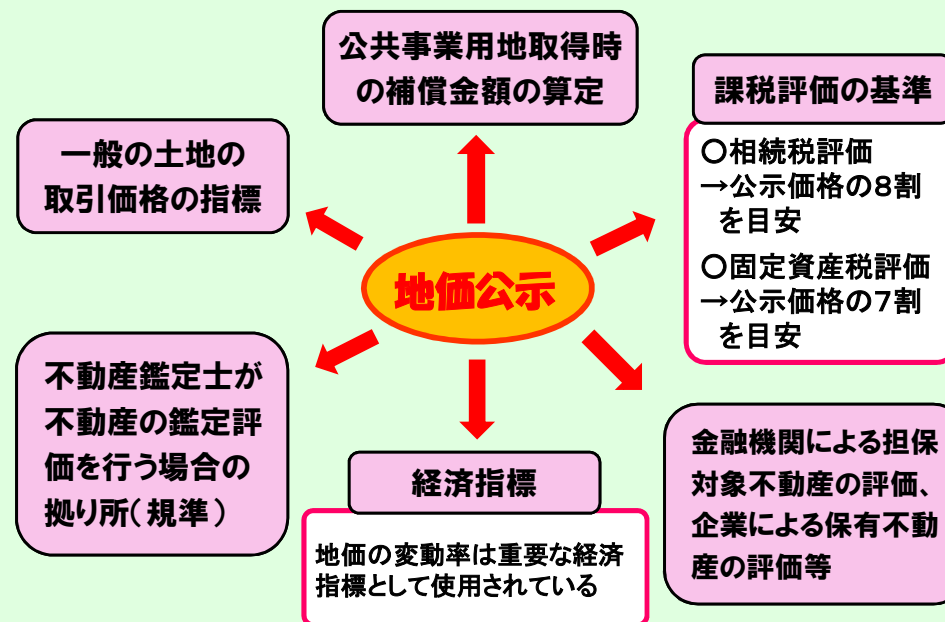 公共事業用地取得時
の補償金額の算定
課税評価の基準
〇相続税評価
→公示価格の8割
を目安
〇固定資産税評価
→公示価格の7割
を目安
一般の土地の
取引価格の指標
地価公示
不動産鑑定士が
不動産の鑑定評
価を行う場合の
拠り所(規準)
経済指標
地価の変動率は重要な経済
指標として使用されている
金融機関による担保
対象不動産の評価、
企業による保有不動
産の評価等